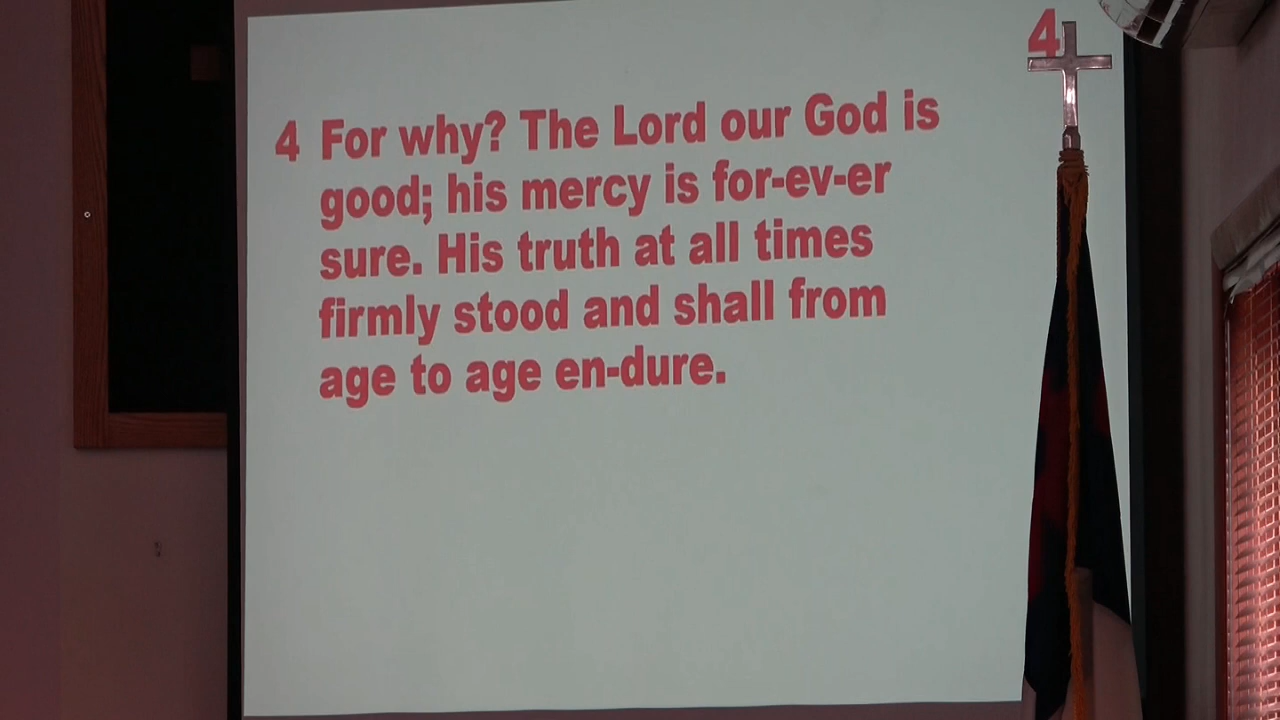 4
4 For why? The Lord our God is
good; his mercy is for-ev-er
sure. His truth at all times
firmly stood and shall from
age to age en-dure.